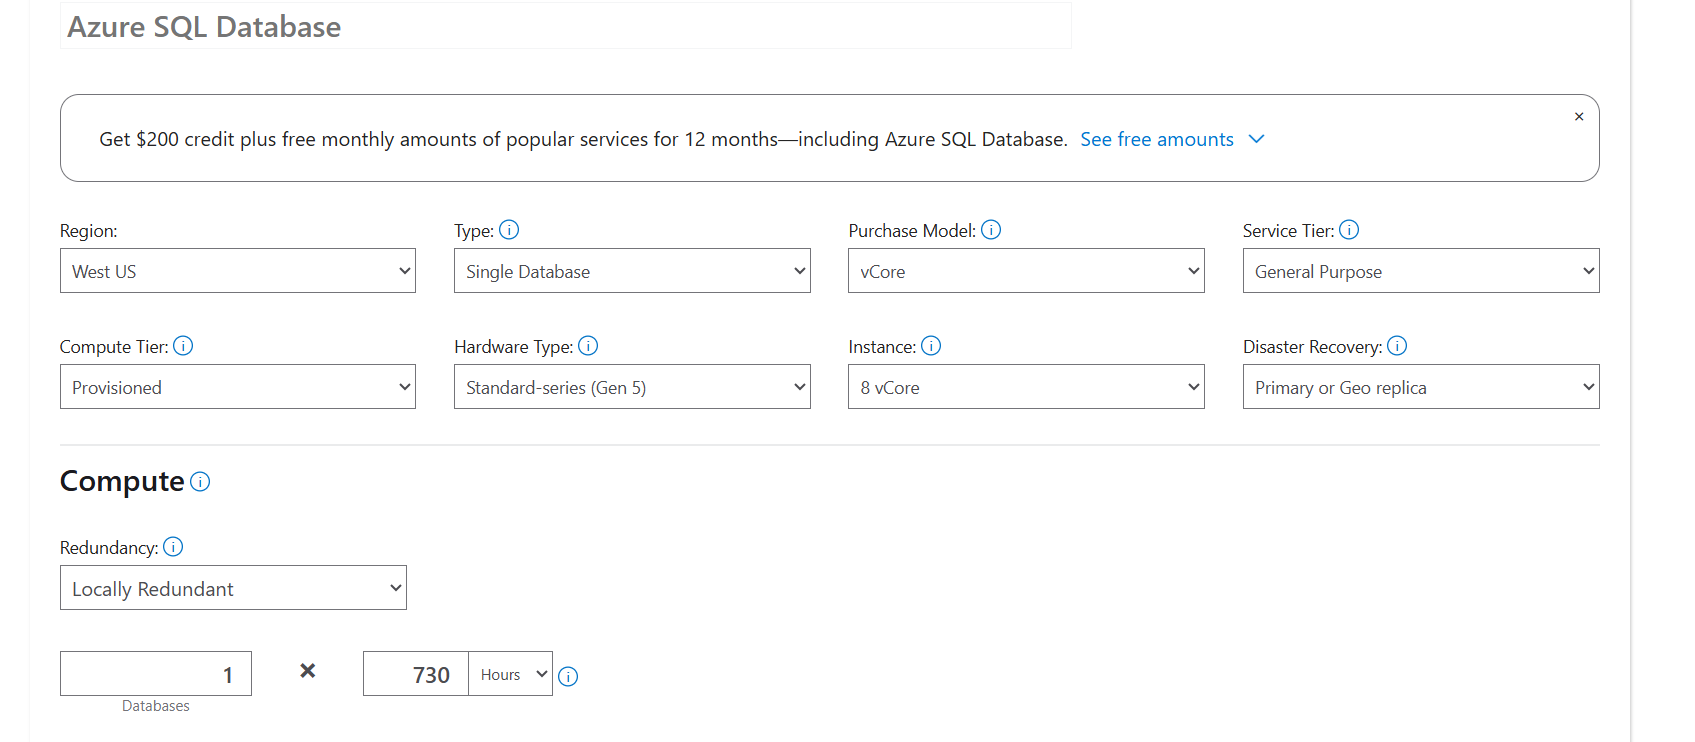 Azure SQL Database
Get $200 credit plus free monthly amounts of popular services for 12 months—including Azure SQL Database. See free amounts
×
Region:
West US
Type:
Single Database
Purchase Model:
vCore
Service Tier:
General Purpose
Compute Tier:
Provisioned
Hardware Type:
Standard-series (Gen 5)
Instance:
8 vCore
Disaster Recovery:
Primary or Geo replica
Compute
Redundancy:
Locally Redundant
1
Databases
×
730
Hours